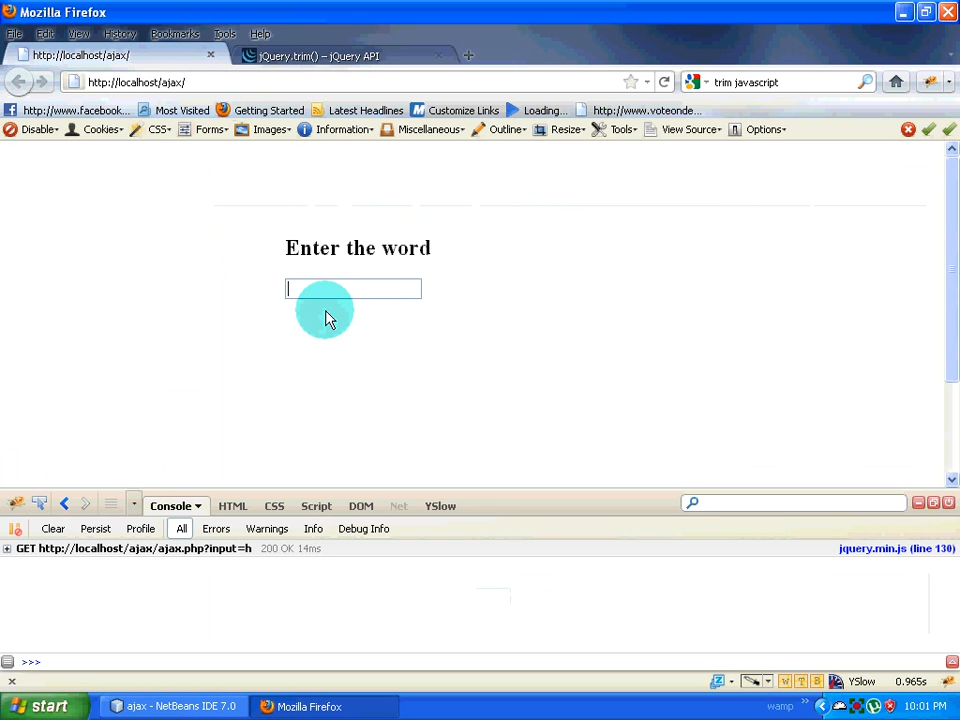 Mozilla Firefox
File Edit View History Bookmarks Tools Help
http://localhost/ajax/ jQuery.trim() – jQuery API
http://localhost/ajax/ trim javascript
http://www.facebook... Most Visited Getting Started Latest Headlines Customize Links Loading... http://www.voteonde...
Disable Cookies CSS Forms Images Information Miscellaneous Outline Resize Tools View Source Options
Enter the word
Console HTML CSS Script DOM Net YSlow
Clear Persist Profile All Errors Warnings Info Debug Info
GET http://localhost/ajax/ajax.php?input=h 200 OK 14ms jquery.min.js (line 130)
>>>
W T B YSlow 0.965s
start ajax - NetBeans IDE 7.0 Mozilla Firefox wamp » 10:01 PM